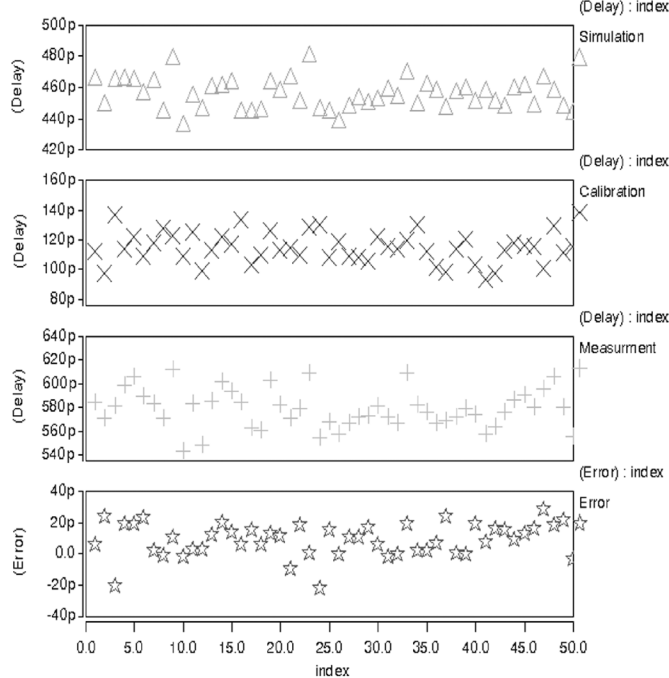 (Delay) : index
500p
Simulation
480p
460p
440p
420p
(Delay)
(Delay) : index
160p
Calibration
140p
120p
100p
80p
(Delay)
(Delay) : index
640p
Measurment
620p
600p
580p
560p
540p
(Delay)
(Error) : index
40p
Error
20p
0.0
-20p
-40p
(Error)
0.0 5.0 10.0 15.0 20.0 25.0 30.0 35.0 40.0 45.0 50.0
index